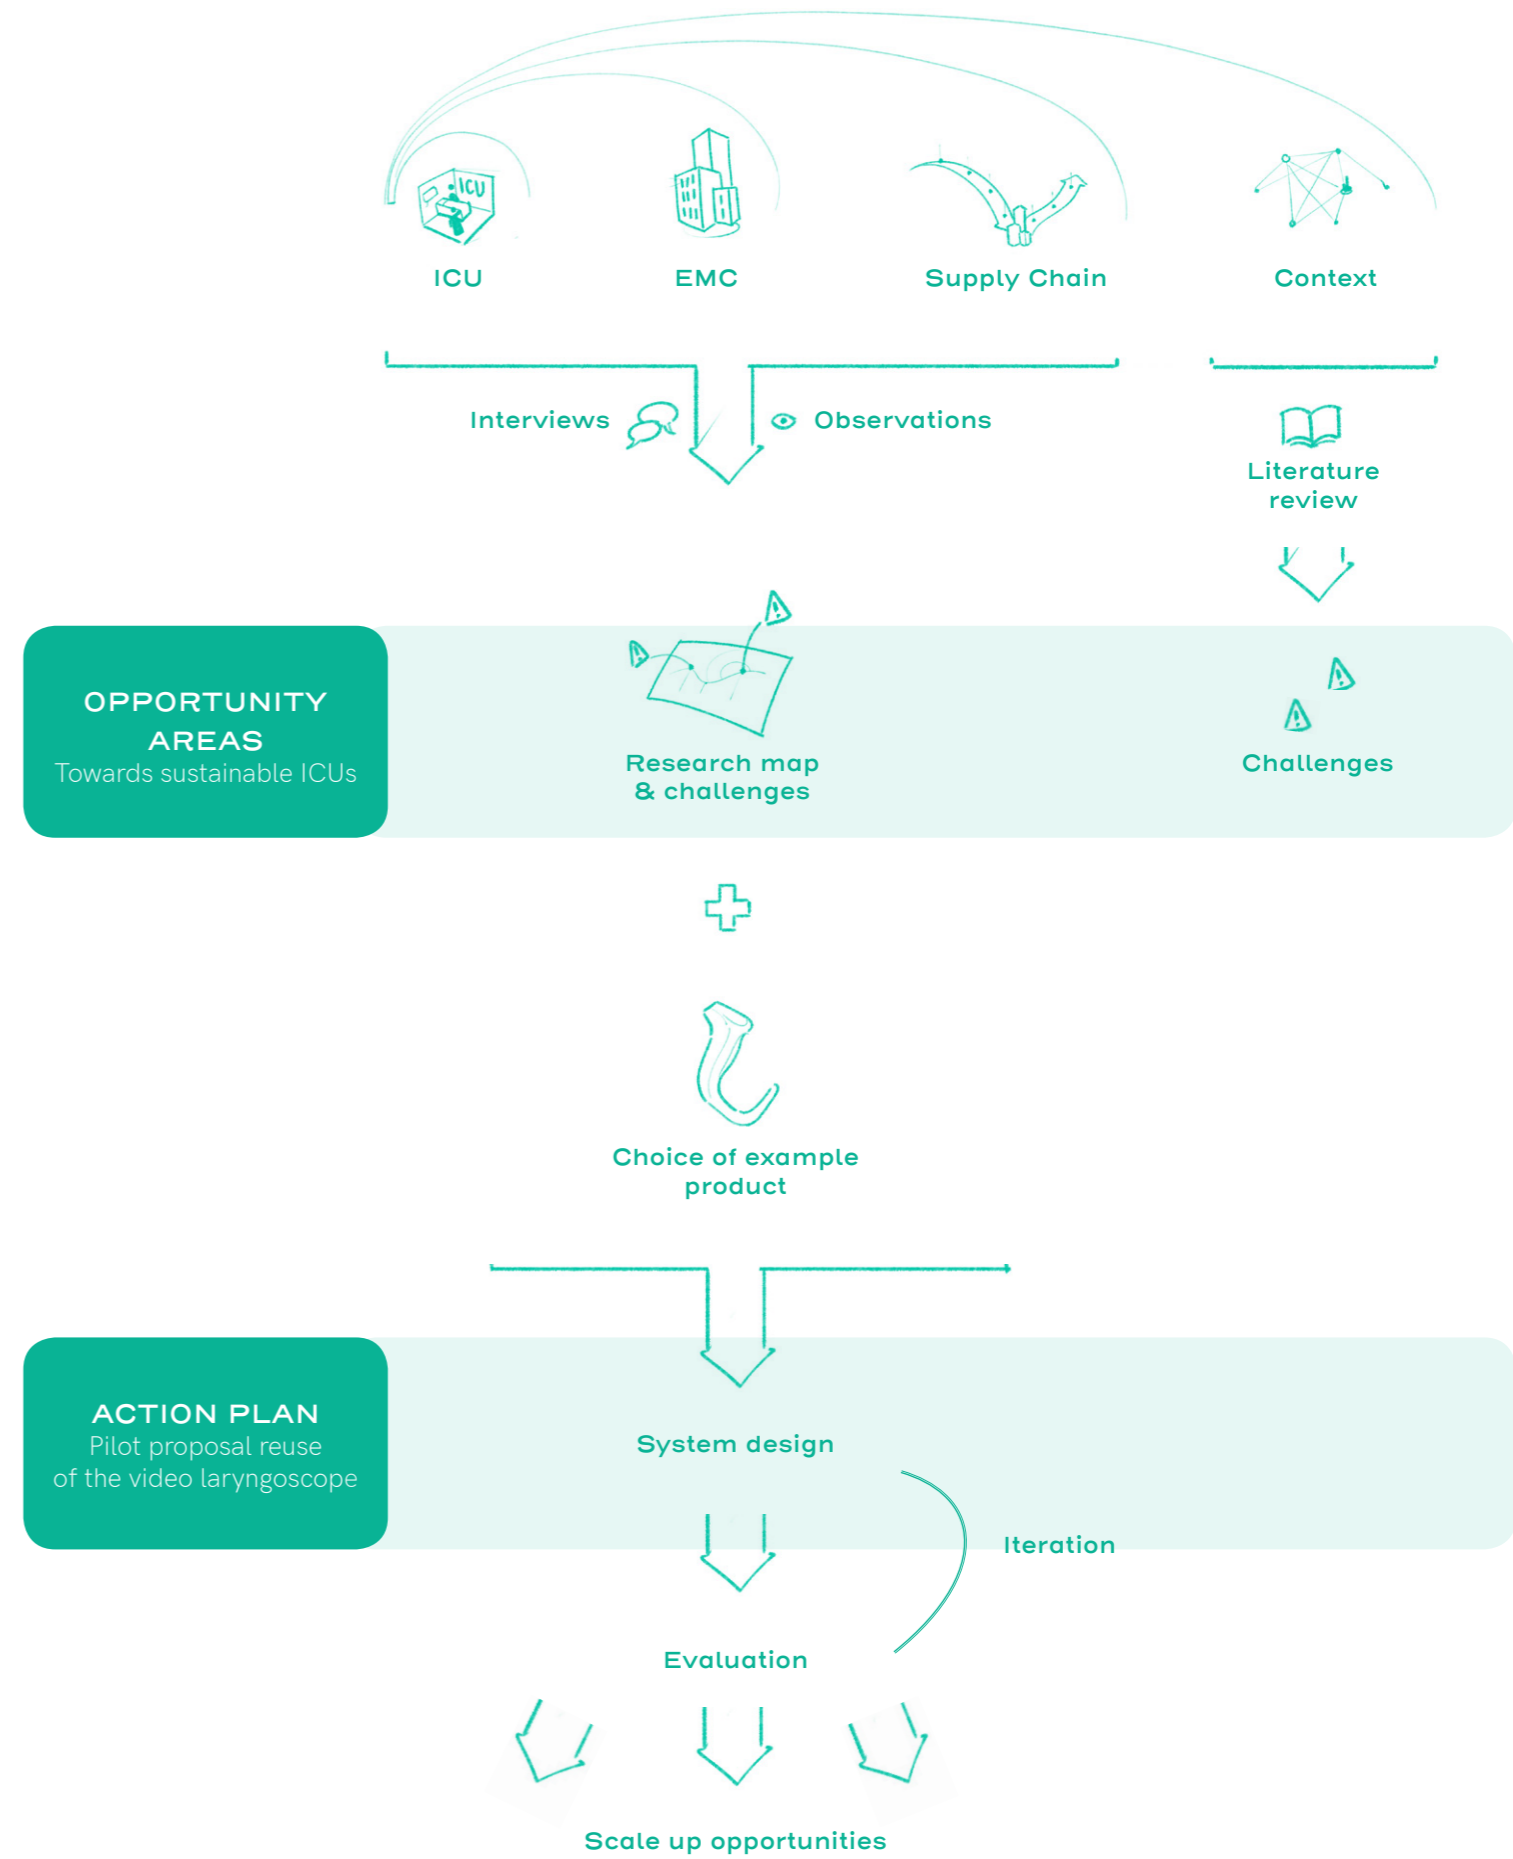 ICU
ICU
EMC
Supply Chain
Context
Interviews
Observations
Literature
review
OPPORTUNITY
AREAS
Towards sustainable ICUs
Research map
& challenges
Challenges
Choice of example
product
ACTION PLAN
Pilot proposal reuse
of the video laryngoscope
System design
Iteration
Evaluation
Scale up opportunities